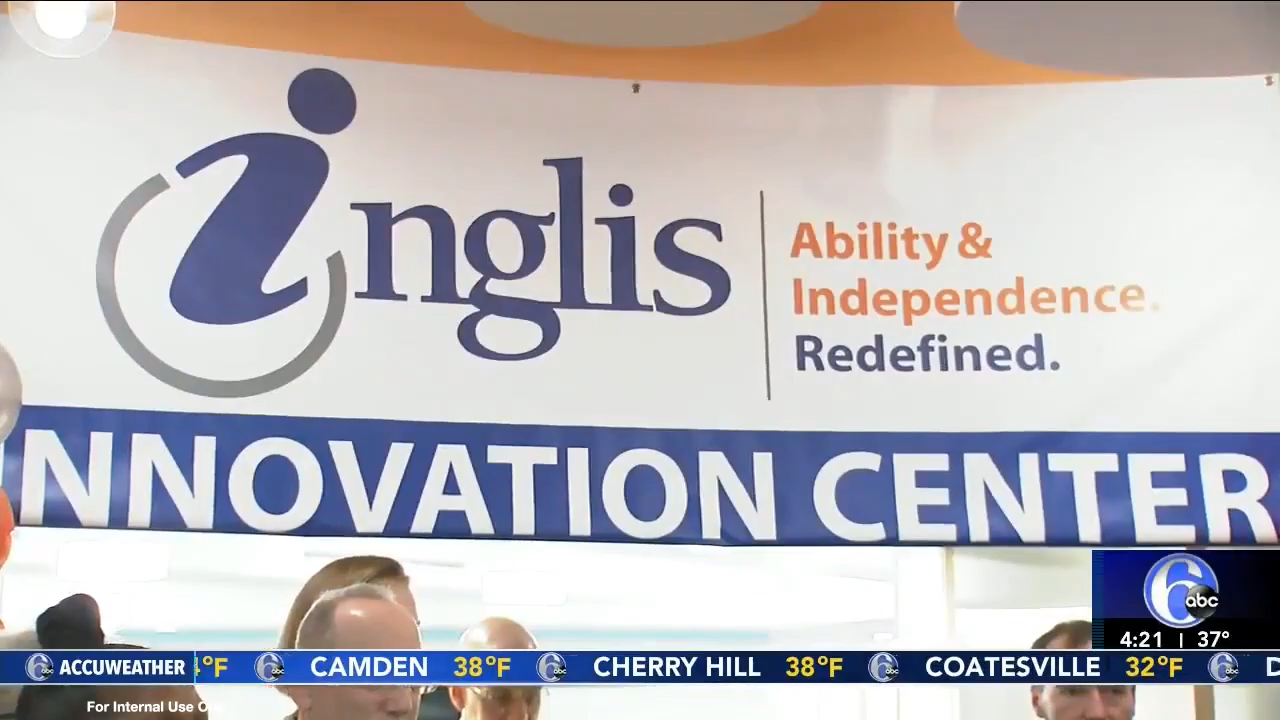 inglis
Ability &
Independence.
Redefined.
NNOVATION CENTER
6abc
4:21 | 37°
ACCUWEATHER
°F CAMDEN 38°F CHERRY HILL 38°F COATESVILLE 32°F
For Internal Use